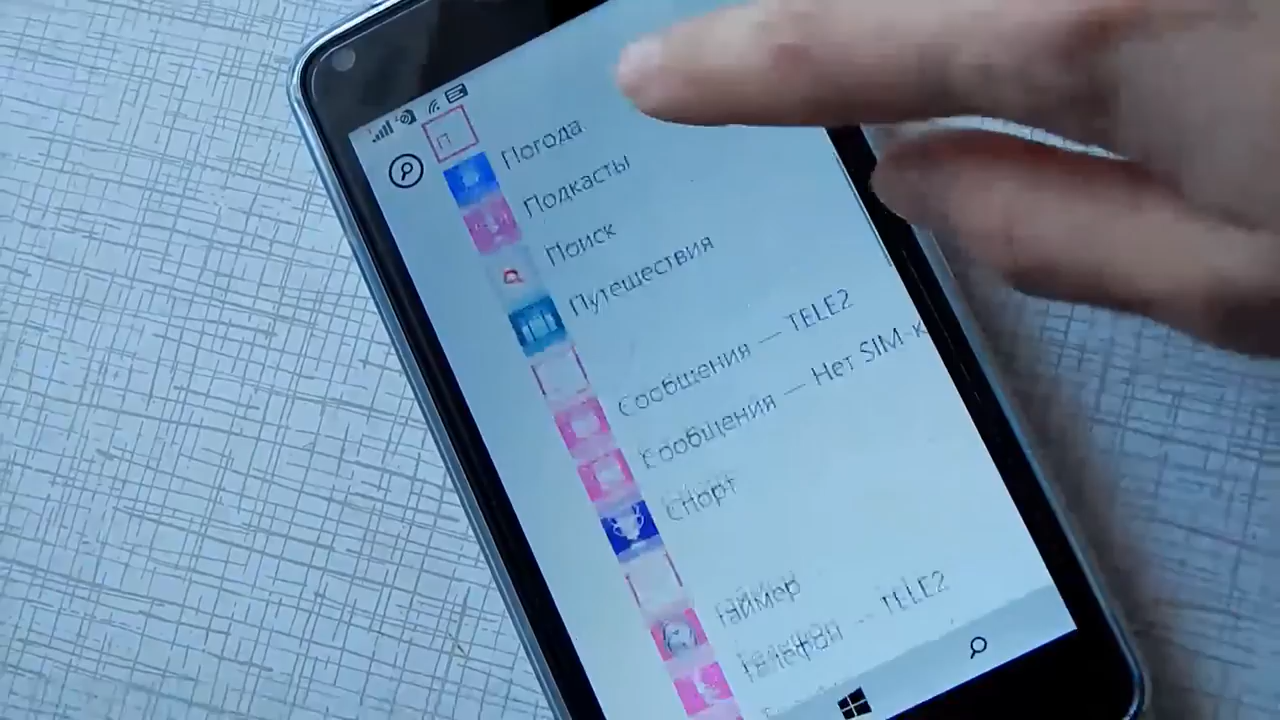 П
Погода
Подкасты
Поиск
Путешествия
Сообщения — TELE2
Сообщения — Нет SIM-к
Спорт
Таймер
Телефон — TELE2